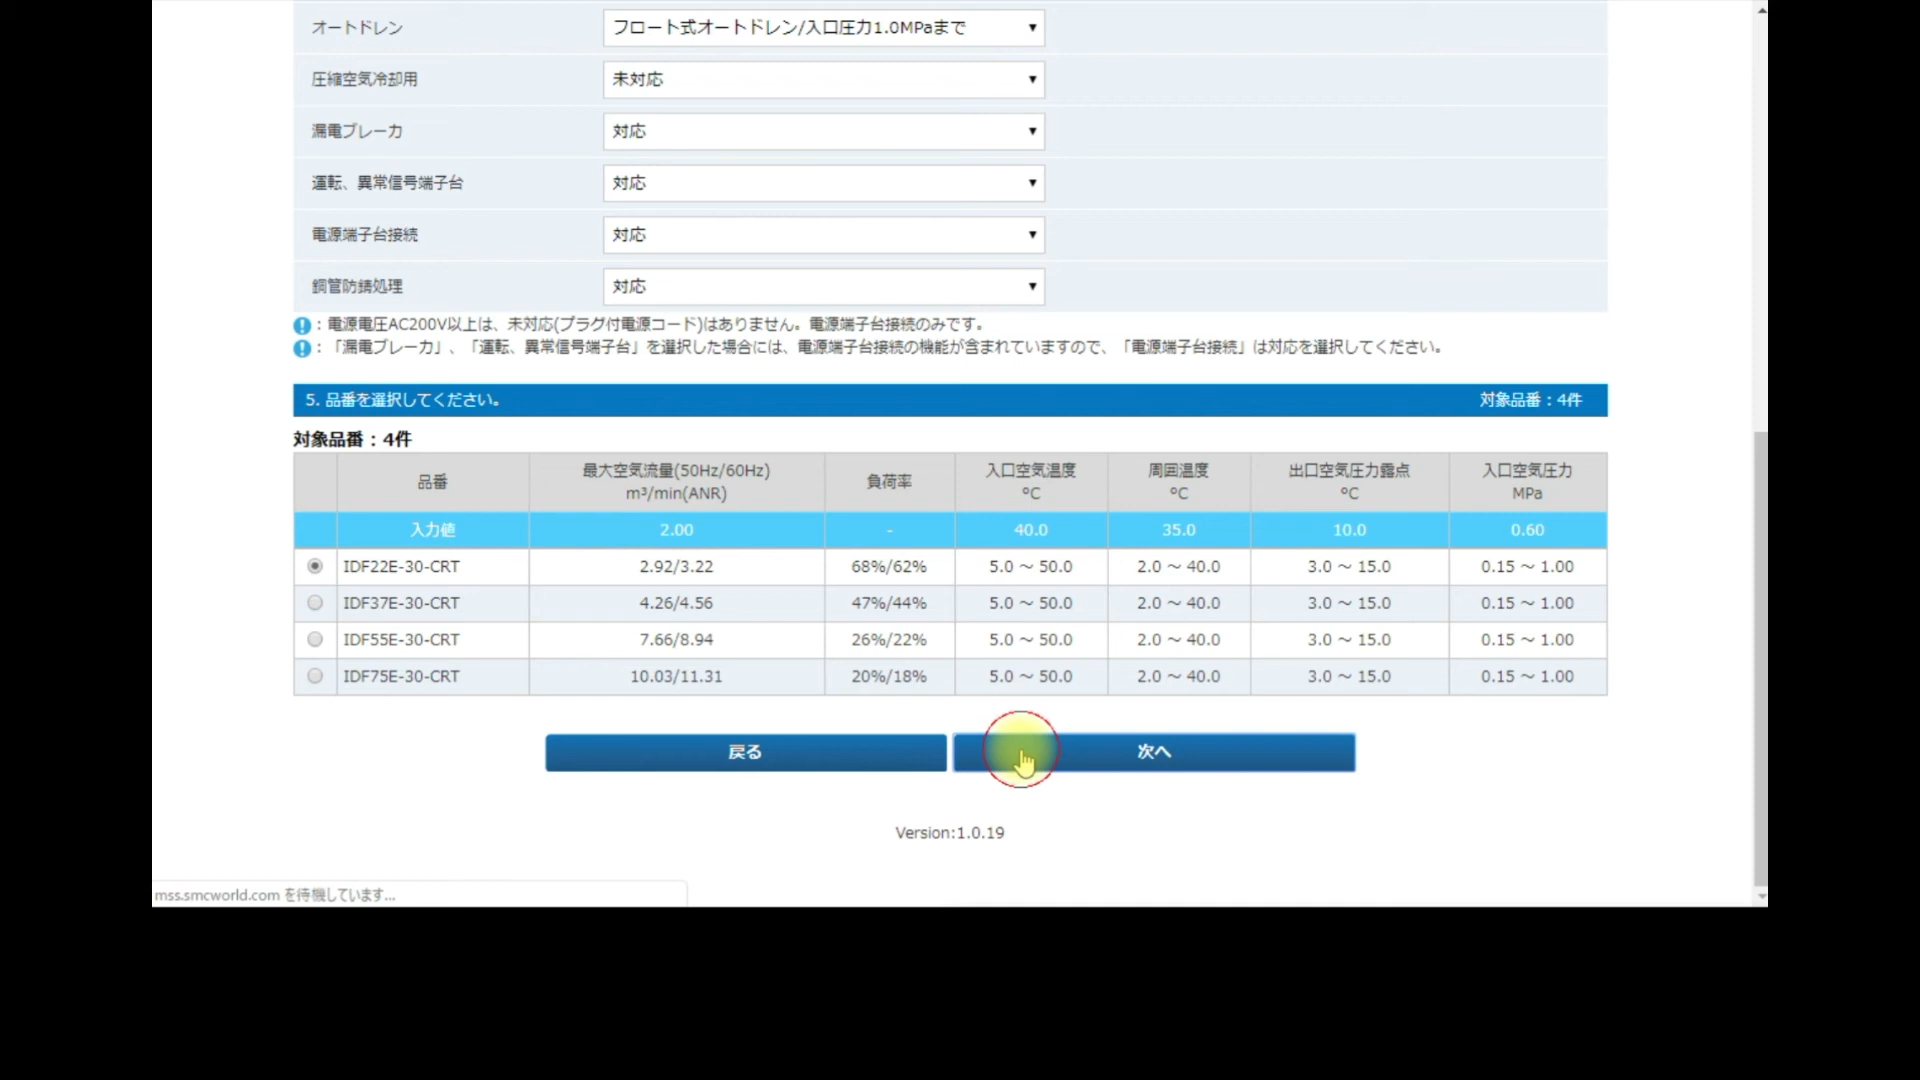 オートドレン フロート式オートドレン/入口圧力1.0MPaまで
圧縮空気冷却用 未対応
漏電ブレーカ 対応
運転、異常信号端子台 対応
電源端子台接続 対応
銅管防錆処理 対応
：電源電圧AC200V以上は、未対応(プラグ付電源コード)はありません。電源端子台接続のみです。
：「漏電ブレーカ」、「運転、異常信号端子台」を選択した場合には、電源端子台接続の機能が含まれていますので、「電源端子台接続」は対応を選択してください。
5. 品番を選択してください。 対象品番：4件
対象品番：4件
品番 最大空気流量(50Hz/60Hz) m³/min(ANR) 負荷率 入口空気温度 ℃ 周囲温度 ℃ 出口空気圧力露点 ℃ 入口空気圧力 MPa
入力値 2.00 - 40.0 35.0 10.0 0.60
IDF22E-30-CRT 2.92/3.22 68%/62% 5.0 ～ 50.0 2.0 ～ 40.0 3.0 ～ 15.0 0.15 ～ 1.00
IDF37E-30-CRT 4.26/4.56 47%/44% 5.0 ～ 50.0 2.0 ～ 40.0 3.0 ～ 15.0 0.15 ～ 1.00
IDF55E-30-CRT 7.66/8.94 26%/22% 5.0 ～ 50.0 2.0 ～ 40.0 3.0 ～ 15.0 0.15 ～ 1.00
IDF75E-30-CRT 10.03/11.31 20%/18% 5.0 ～ 50.0 2.0 ～ 40.0 3.0 ～ 15.0 0.15 ～ 1.00
戻る 次へ
Version:1.0.19
mss.smcworld.com を待機しています...